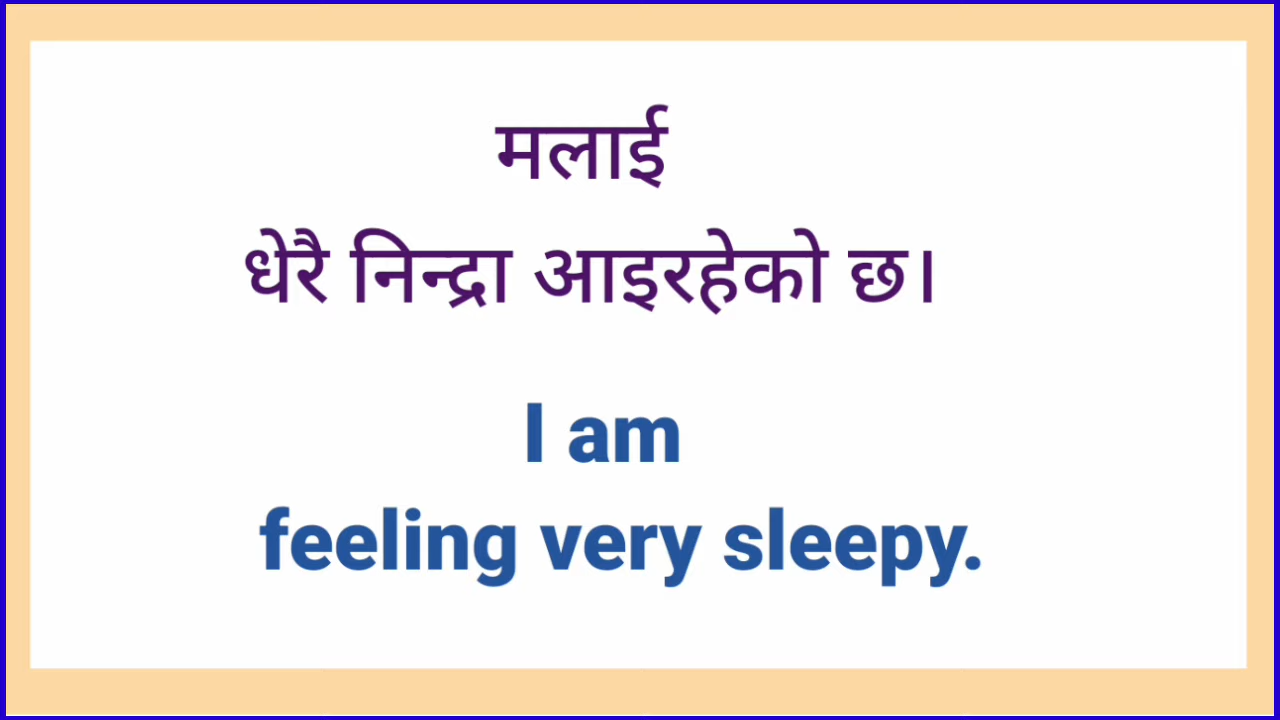 मलाई
धेरै निन्द्रा आइरहेको छ।
I am
feeling very sleepy.